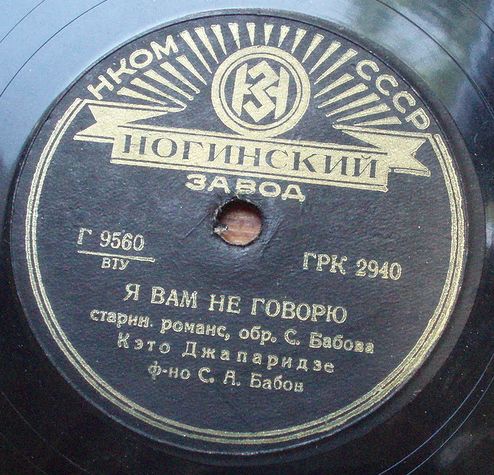 НКОМ СССР
НОГИНСКИЙ
ЗАВОД
Г 9560
ВТУ
ГРК 2940
Я ВАМ НЕ ГОВОРЮ
старин. романс, обр. С. Бабова
Кэто Джапаридзе
ф-но С. А. Бабов